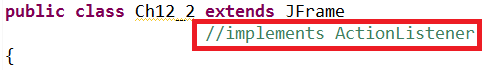 public class Ch12_2 extends JFrame
//implements ActionListener
{